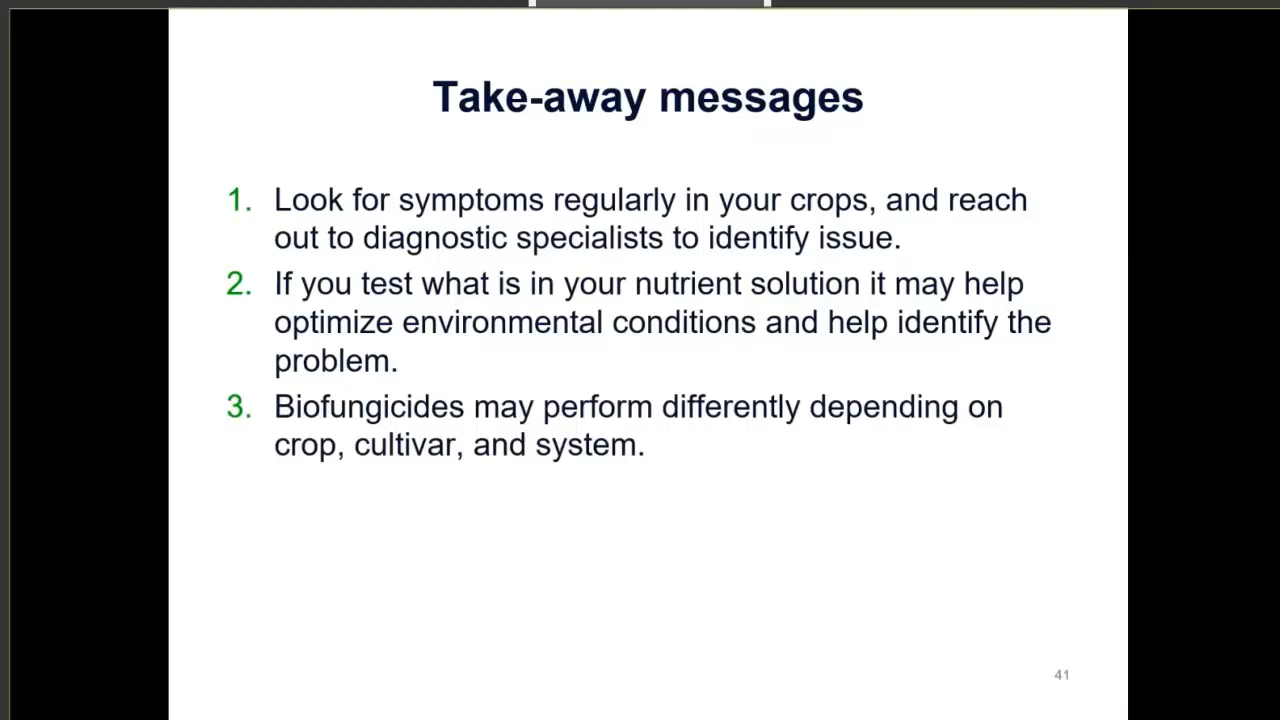 Take-away messages
1. Look for symptoms regularly in your crops, and reach
out to diagnostic specialists to identify issue.
2. If you test what is in your nutrient solution it may help
optimize environmental conditions and help identify the
problem.
3. Biofungicides may perform differently depending on
crop, cultivar, and system.
41